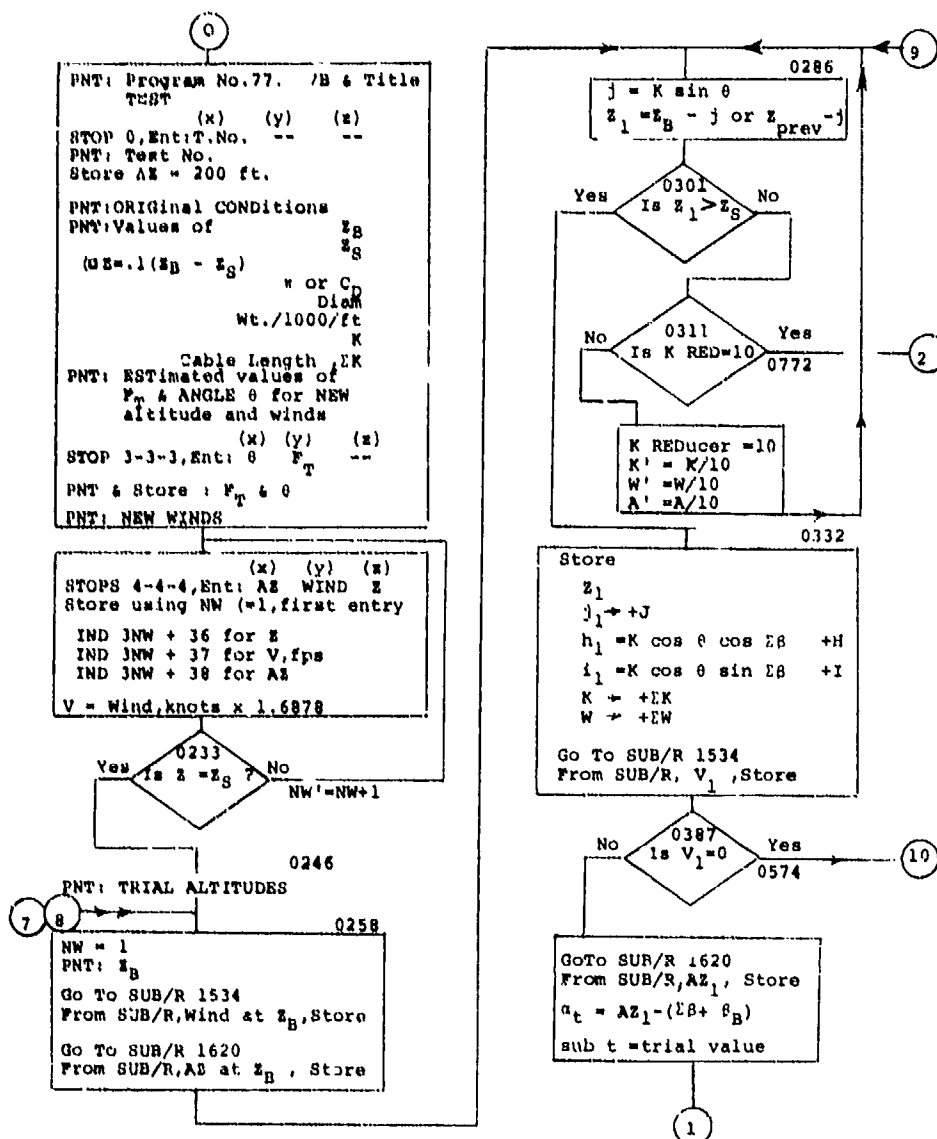 0
PNT: Program No.77. 7B & Title
TEST
(x) (y) (z)
STOP 0,Ent:T.No. -- --
PNT: Test No.
Store ΔZ = 200 ft.
PNT:ORIGinal CONDitions
PNT:Values of Z_B
Z_S
(ΔZ=.1(Z_B - Z_S)
w or C_D
Diam
Wt./1000/ft
K
Cable Length ,ΣK
PNT: ESTimated values of
F_T & ANGLE θ for NEW
altitude and winds
(x) (y) (z)
STOP 3-3-3,Ent: θ F_T --
PNT & Store : F_T & θ
PNT: NEW WINDS
(x) (y) (z)
STOPS 4-4-4,Ent: AZ WIND Z
Store using NW (=1,first entry
IND 3NW + 36 for Z
IND 3NW + 37 for V,fps
IND 3NW + 38 for AZ
V = Wind,knots x 1.6878
0233
Yes Is Z =Z_S ? No
NW'=NW+1
0246
PNT: TRIAL ALTITUDES
7 8
0258
NW = 1
PNT: Z_B
Go To SUB/R 1534
From SUB/R,Wind at Z_B,Store
Go To SUB/R 1620
From SUB/R,AZ at Z_B , Store
9
0286
j = K sin θ
Z_1 =Z_B - j or Z_prev-j
0301
Yes Is Z_1>Z_S No
0311
No Is K RED=10 Yes
0772
2
K REDucer =10
K' = K/10
W' =W/10
A' =A/10
0332
Store
Z_1
j_1→ +J
h_1 =K cos θ cos Σβ +H
i_1 =K cos θ sin Σβ +I
K → +ΣK
W → +ΣW
Go To SUB/R 1534
From SUB/R, V_1 ,Store
0387
No Is V_1=0 Yes
0574
10
GoTo SUB/R 1620
From SUB/R,AZ_1, Store
α_t = AZ_1-(Σβ+ β_B)
sub t =trial value
1